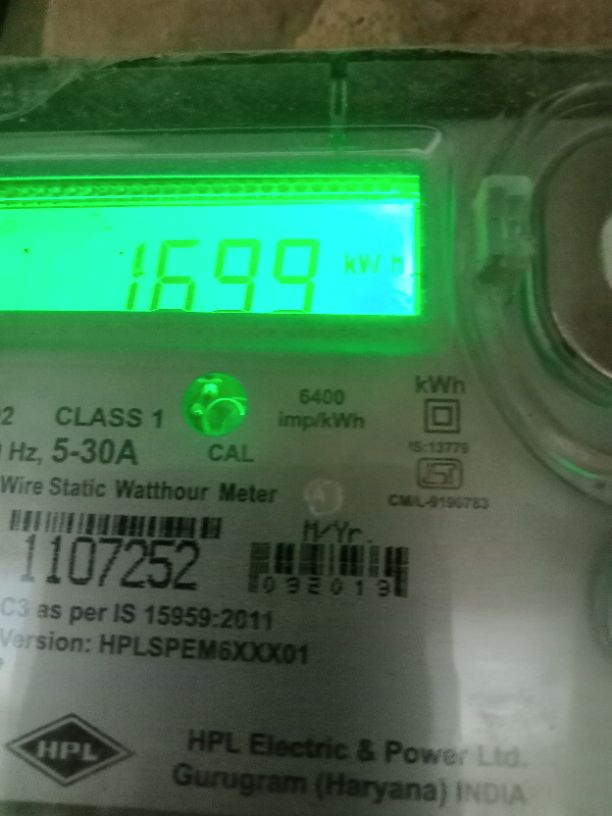 1699 kWh
6400 kWh
CLASS 1 imp/kWh
Hz, 5-30A CAL IS:13779
Wire Static Watthour Meter CM/L-9196783
M/Yr.
1107252 092019
C3 as per IS 15959:2011
Version: HPLSPEM6XXX01
HPL HPL Electric & Power Ltd.
Gurugram (Haryana) INDIA